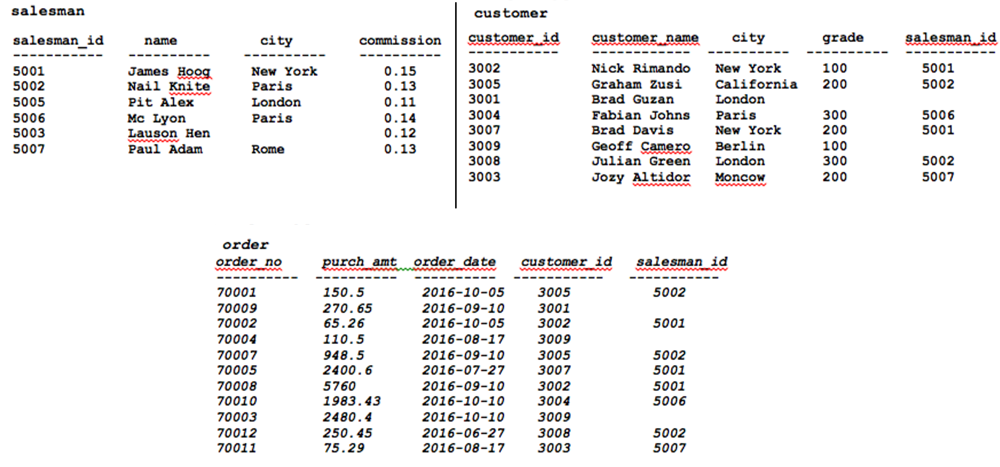 salesman
salesman_id name city commission
----------- ---------- ---------- ----------
5001 James Hoog New York 0.15
5002 Nail Knite Paris 0.13
5005 Pit Alex London 0.11
5006 Mc Lyon Paris 0.14
5003 Lauson Hen 0.12
5007 Paul Adam Rome 0.13
customer
customer_id customer_name city grade salesman_id
----------- ------------ ---------- ---------- -----------
3002 Nick Rimando New York 100 5001
3005 Graham Zusi California 200 5002
3001 Brad Guzan London
3004 Fabian Johns Paris 300 5006
3007 Brad Davis New York 200 5001
3009 Geoff Camero Berlin 100
3008 Julian Green London 300 5002
3003 Jozy Altidor Moncow 200 5007
order
order_no purch_amt order_date customer_id salesman_id
---------- ---------- ---------- ----------- -----------
70001 150.5 2016-10-05 3005 5002
70009 270.65 2016-09-10 3001
70002 65.26 2016-10-05 3002 5001
70004 110.5 2016-08-17 3009
70007 948.5 2016-09-10 3005 5002
70005 2400.6 2016-07-27 3007 5001
70008 5760 2016-09-10 3002 5001
70010 1983.43 2016-10-10 3004 5006
70003 2480.4 2016-10-10 3009
70012 250.45 2016-06-27 3008 5002
70011 75.29 2016-08-17 3003 5007